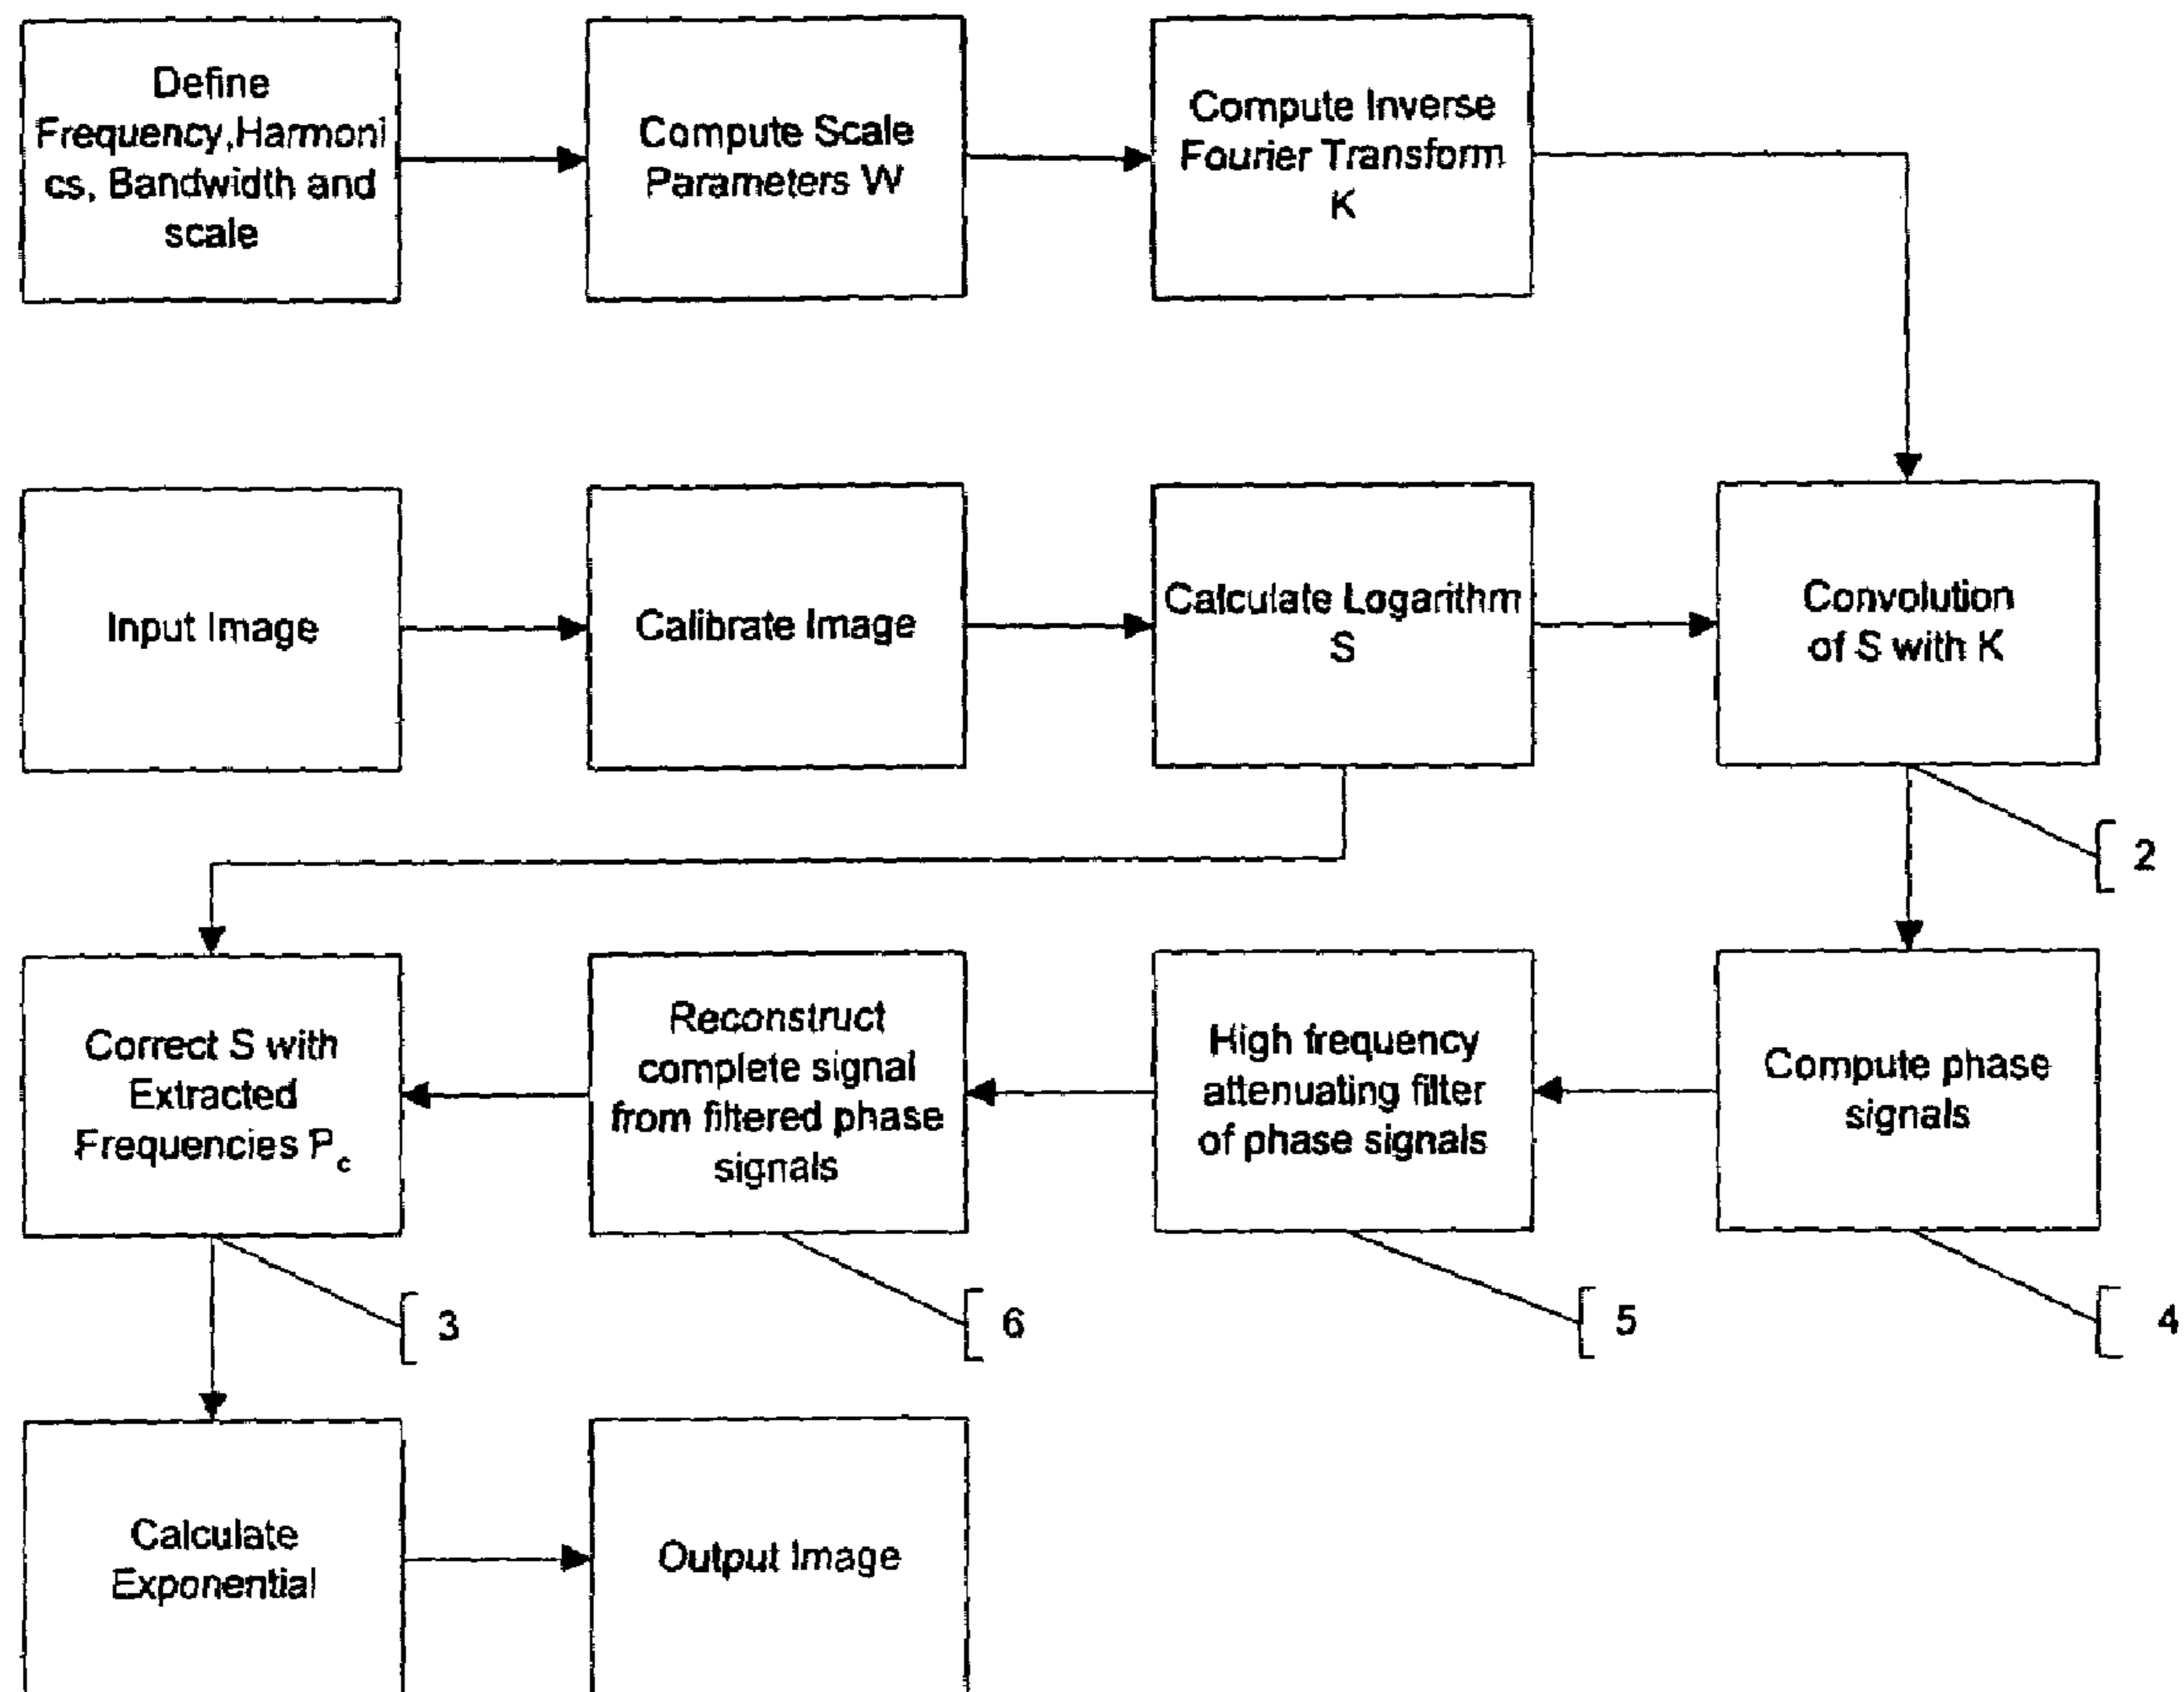 Define
Frequency,Harmoni
cs, Bandwidth and
scale
Compute Scale
Parameters W
Compute Inverse
Fourier Transform
K
Input Image
Calibrate Image
Calculate Logarithm
S
Convolution
of S with K
2
Correct S with
Extracted
Frequencies Pc
Reconstruct
complete signal
from filtered phase
signals
High frequency
attenuating filter
of phase signals
Compute phase
signals
3
6
5
4
Calculate
Exponential
Output Image